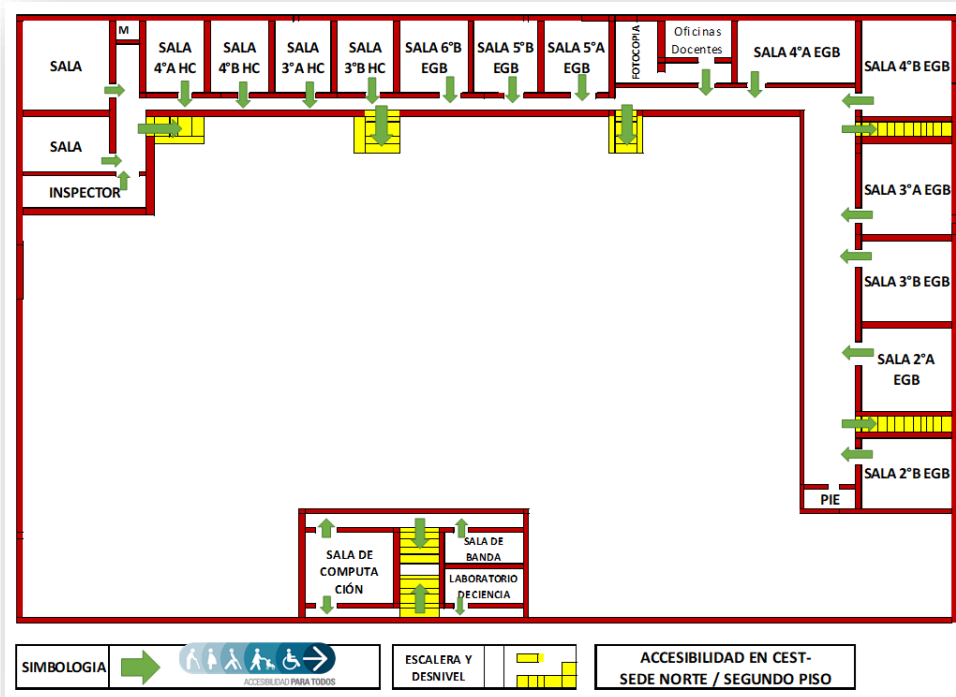 M
SALA
SALA
4°A HC
SALA
4°B HC
SALA
3°A HC
SALA
3°B HC
SALA 6°B
EGB
SALA 5°B
EGB
SALA 5°A
EGB
FOTOCOPIA
Oficinas
Docentes
SALA 4°A EGB
SALA 4°B EGB
SALA
INSPECTOR
SALA 3°A EGB
SALA 3°B EGB
SALA 2°A
EGB
SALA 2°B EGB
PIE
SALA DE
COMPUTA
CIÓN
SALA DE
BANDA
LABORATORIO
DECIENCIA
SIMBOLOGIA
ACCESIBILIDAD PARA TODOS
ESCALERA Y
DESNIVEL
ACCESIBILIDAD EN CEST-
SEDE NORTE / SEGUNDO PISO